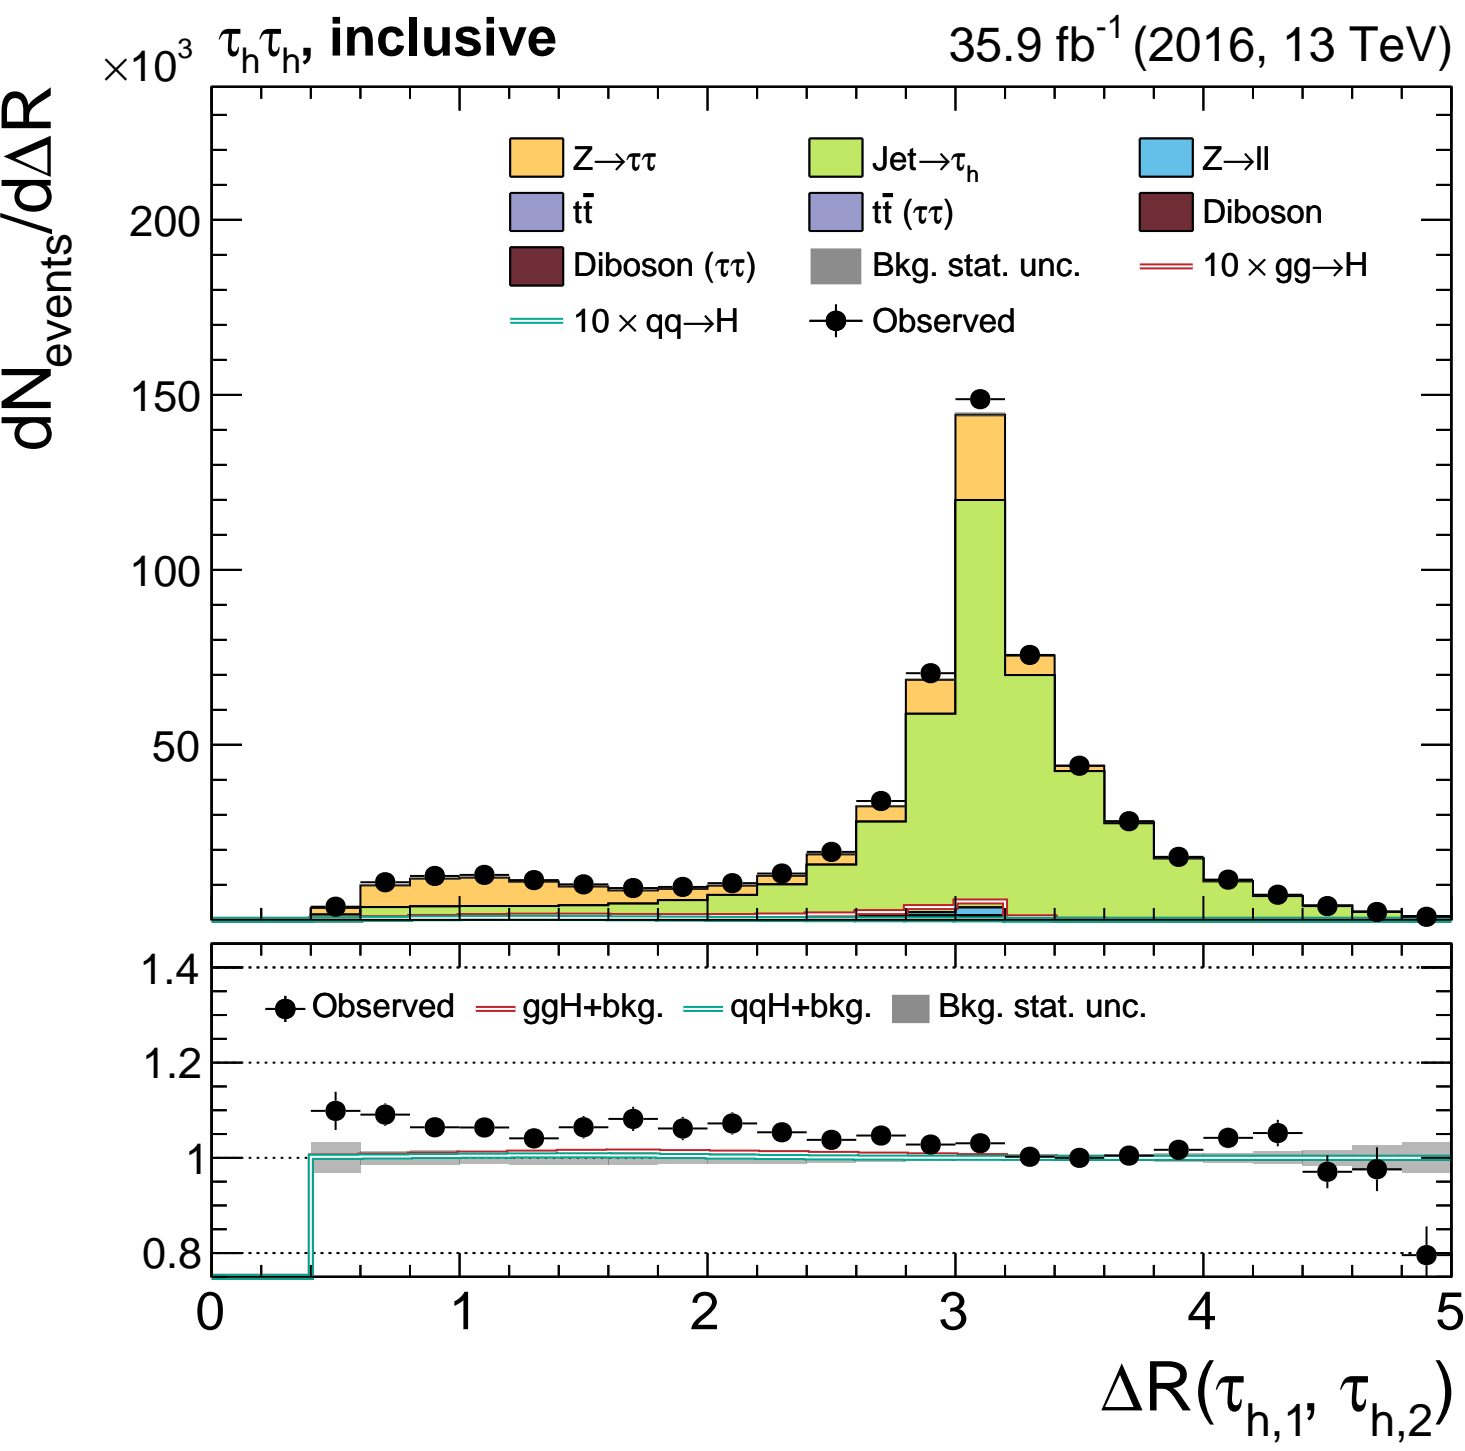 ×10³ τhτh, inclusive 35.9 fb⁻¹ (2016, 13 TeV)
dNevents/dΔR
Z→ττ Jet→τh Z→ll
tt̄ tt̄ (ττ) Diboson
Diboson (ττ) Bkg. stat. unc. 10 × gg→H
10 × qq→H Observed
200
150
100
50
1.4
Observed ggH+bkg. qqH+bkg. Bkg. stat. unc.
1.2
1
0.8
0 1 2 3 4 5
ΔR(τh,1, τh,2)